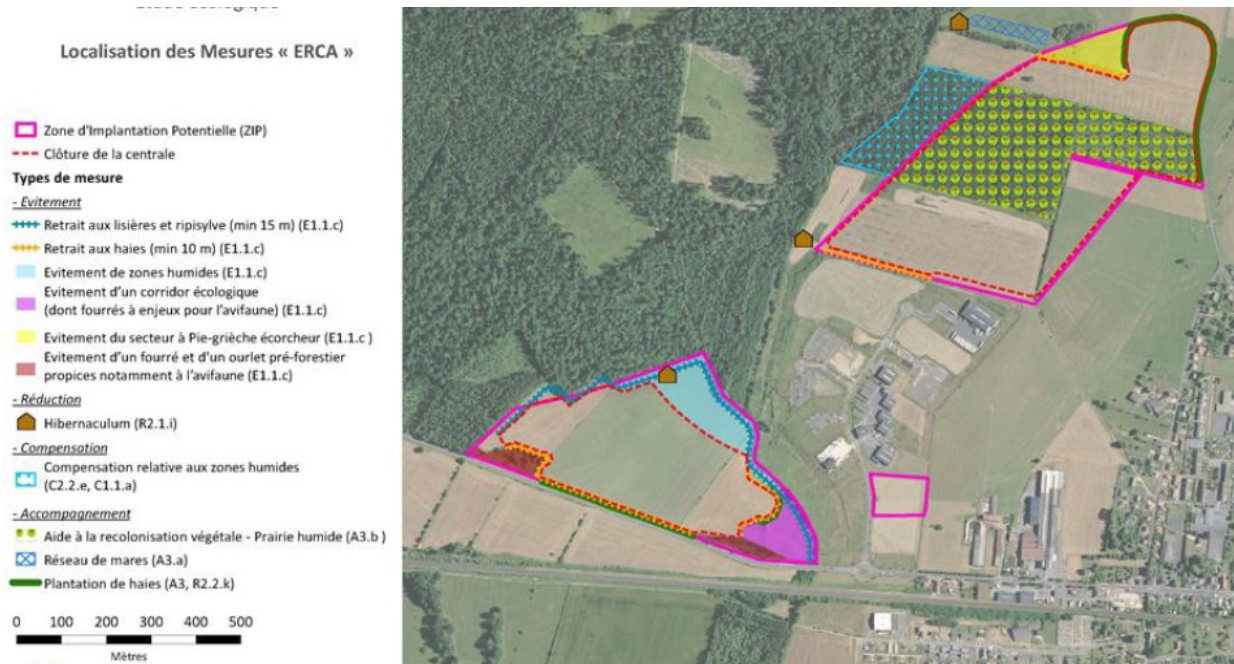 Localisation des Mesures « ERCA »
Zone d'Implantation Potentielle (ZIP)
Clôture de la centrale
Types de mesure
- Evitement
Retrait aux lisières et ripisylve (min 15 m) (E1.1.c)
Retrait aux haies (min 10 m) (E1.1.c)
Evitement de zones humides (E1.1.c)
Evitement d'un corridor écologique
(dont fourrés à enjeux pour l'avifaune) (E1.1.c)
Evitement du secteur à Pie-grièche écorcheur (E1.1.c )
Evitement d'un fourré et d'un ourlet pré-forestier
propices notamment à l'avifaune (E1.1.c)
- Réduction
Hibernaculum (R2.1.i)
- Compensation
Compensation relative aux zones humides
(C2.2.e, C1.1.a)
- Accompagnement
Aide à la recolonisation végétale - Prairie humide (A3.b )
Réseau de mares (A3.a)
Plantation de haies (A3, R2.2.k)
0 100 200 300 400 500
Mètres